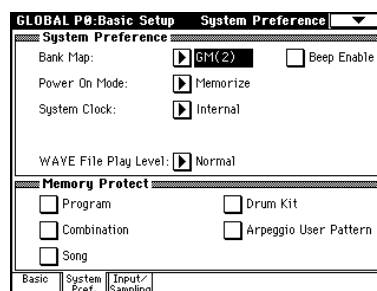 GLOBAL P0:Basic Setup System Preference
System Preference
Bank Map: GM(2) Beep Enable
Power On Mode: Memorize
System Clock: Internal
WAVE File Play Level: Normal
Memory Protect
Program Drum Kit
Combination Arpeggio User Pattern
Song
Basic System Pref. Input/Sampling